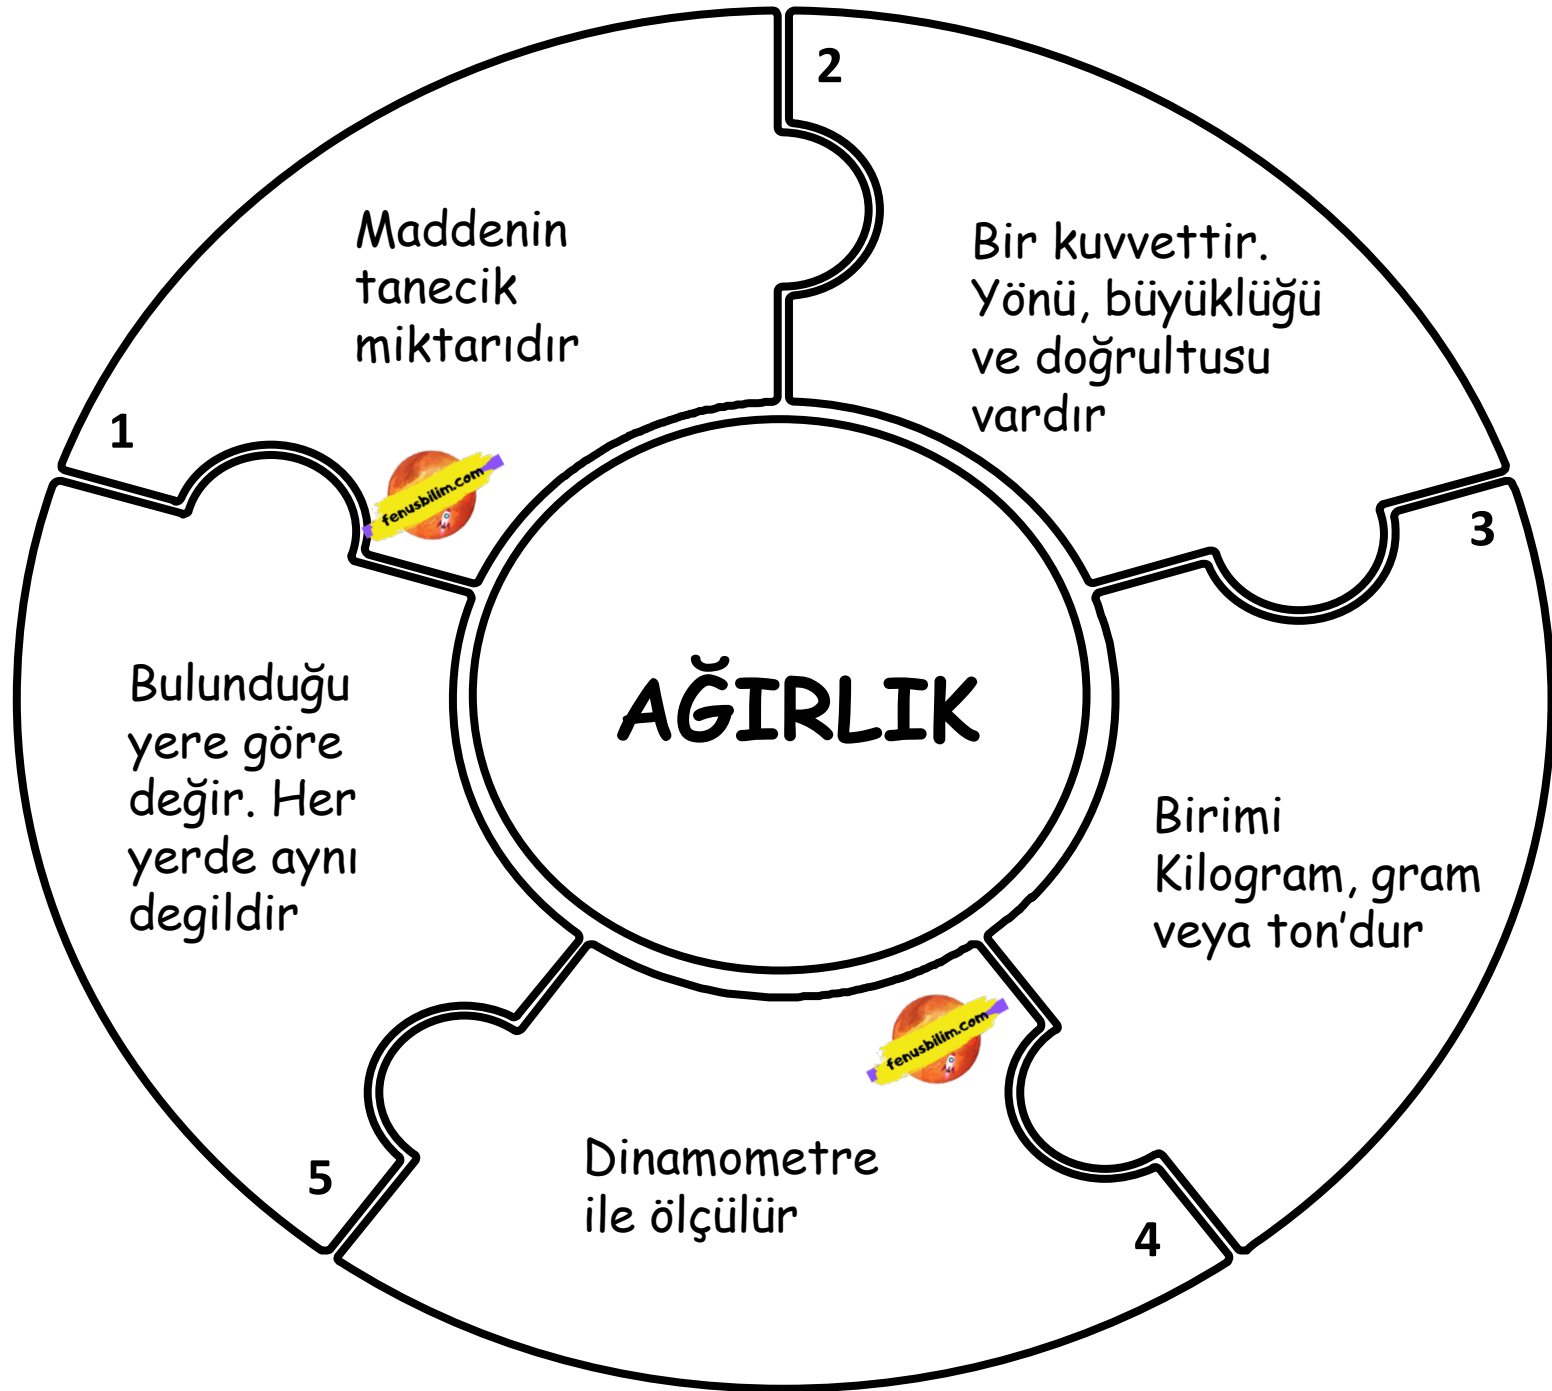 1
Maddenin
tanecik
miktarıdır
fenusbilim.com
2
Bir kuvvettir.
Yönü, büyüklüğü
ve doğrultusu
vardır
3
Birimi
Kilogram, gram
veya ton’dur
4
Dinamometre
ile ölçülür
fenusbilim.com
5
Bulunduğu
yere göre
değir. Her
yerde aynı
degildir
AĞIRLIK